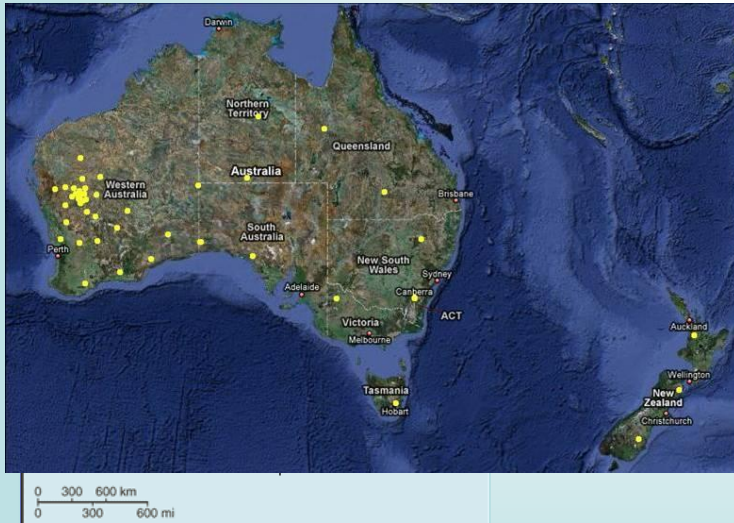 Darwin
Northern
Territory
Queensland
Australia
Western
Australia
Brisbane
South
Australia
Perth
New South
Wales
Sydney
Adelaide
Canberra
ACT
Victoria
Melbourne
Auckland
Wellington
Tasmania
New
Zealand
Hobart
Christchurch
0 300 600 km
0 300 600 mi